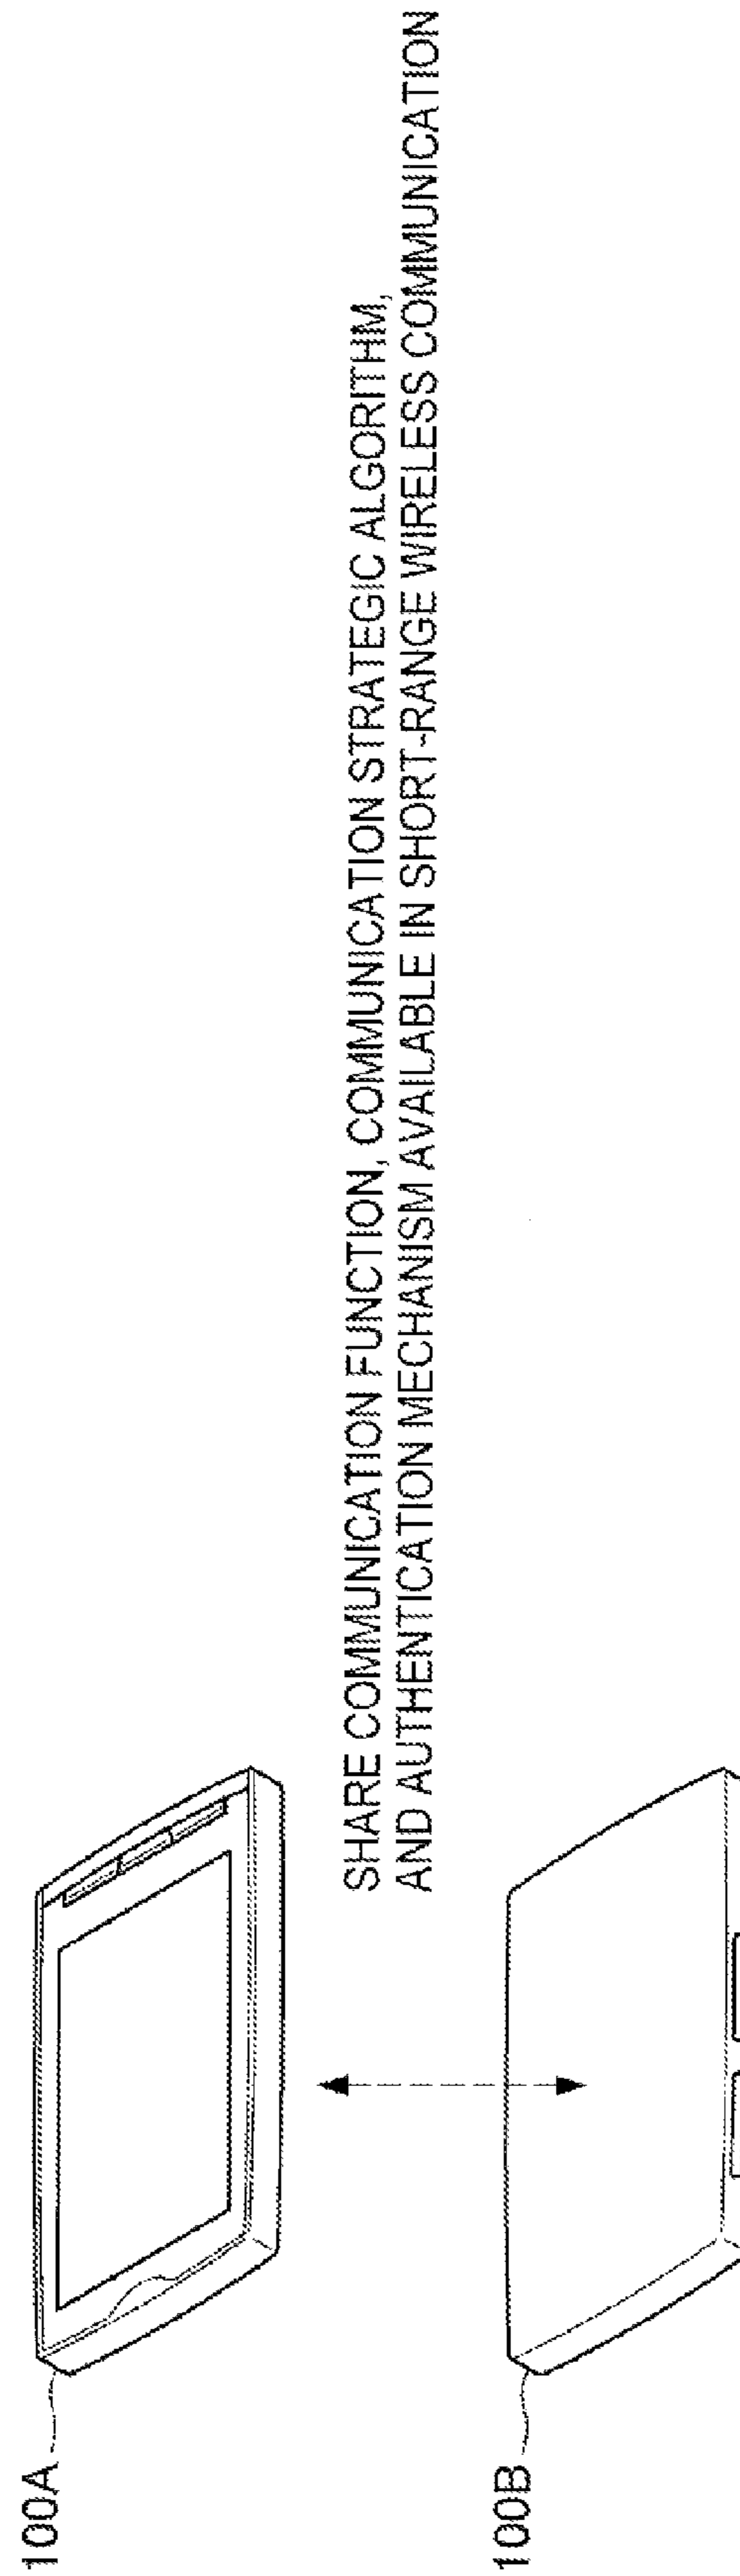 100A
SHARE COMMUNICATION FUNCTION, COMMUNICATION STRATEGIC ALGORITHM,
AND AUTHENTICATION MECHANISM AVAILABLE IN SHORT-RANGE WIRELESS COMMUNICATION
100B